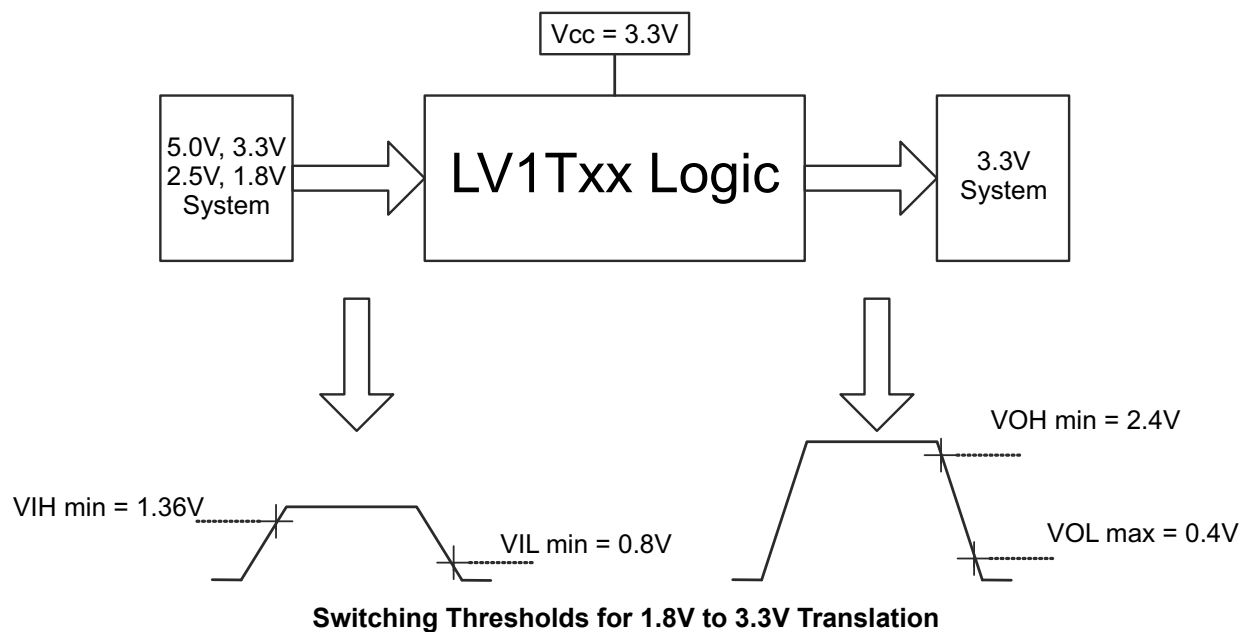 Vcc = 3.3V
5.0V, 3.3V
2.5V, 1.8V
System
LV1Txx Logic
3.3V
System
VIH min = 1.36V
VIL min = 0.8V
VOH min = 2.4V
VOL max = 0.4V
Switching Thresholds for 1.8V to 3.3V Translation